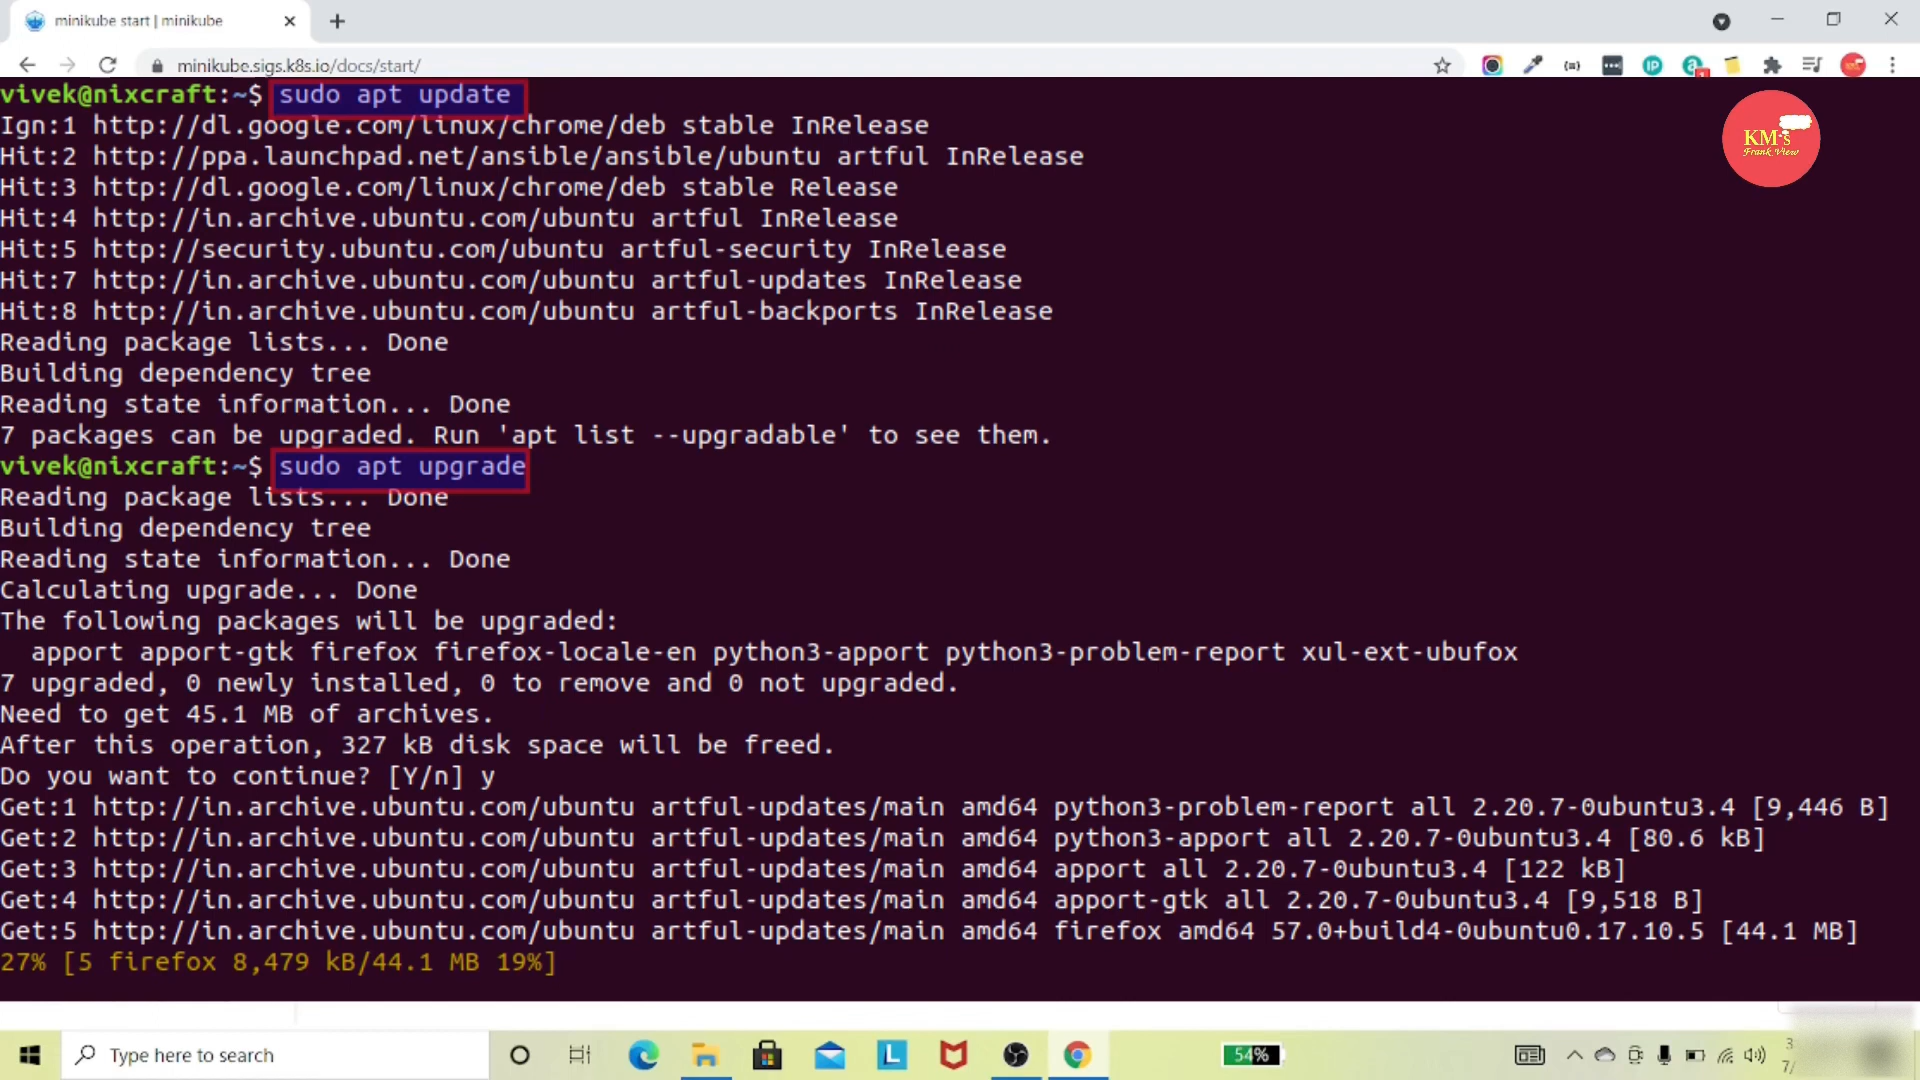 minikube start | minikube
minikube.sigs.k8s.io/docs/start/
vivek@nixcraft:~$ sudo apt update
Ign:1 http://dl.google.com/linux/chrome/deb stable InRelease
Hit:2 http://ppa.launchpad.net/ansible/ansible/ubuntu artful InRelease
Hit:3 http://dl.google.com/linux/chrome/deb stable Release
Hit:4 http://in.archive.ubuntu.com/ubuntu artful InRelease
Hit:5 http://security.ubuntu.com/ubuntu artful-security InRelease
Hit:7 http://in.archive.ubuntu.com/ubuntu artful-updates InRelease
Hit:8 http://in.archive.ubuntu.com/ubuntu artful-backports InRelease
Reading package lists... Done
Building dependency tree
Reading state information... Done
7 packages can be upgraded. Run 'apt list --upgradable' to see them.
vivek@nixcraft:~$ sudo apt upgrade
Reading package lists... Done
Building dependency tree
Reading state information... Done
Calculating upgrade... Done
The following packages will be upgraded:
apport apport-gtk firefox firefox-locale-en python3-apport python3-problem-report xul-ext-ubufox
7 upgraded, 0 newly installed, 0 to remove and 0 not upgraded.
Need to get 45.1 MB of archives.
After this operation, 327 kB disk space will be freed.
Do you want to continue? [Y/n] y
Get:1 http://in.archive.ubuntu.com/ubuntu artful-updates/main amd64 python3-problem-report all 2.20.7-0ubuntu3.4 [9,446 B]
Get:2 http://in.archive.ubuntu.com/ubuntu artful-updates/main amd64 python3-apport all 2.20.7-0ubuntu3.4 [80.6 kB]
Get:3 http://in.archive.ubuntu.com/ubuntu artful-updates/main amd64 apport all 2.20.7-0ubuntu3.4 [122 kB]
Get:4 http://in.archive.ubuntu.com/ubuntu artful-updates/main amd64 apport-gtk all 2.20.7-0ubuntu3.4 [9,518 B]
Get:5 http://in.archive.ubuntu.com/ubuntu artful-updates/main amd64 firefox amd64 57.0+build4-0ubuntu0.17.10.5 [44.1 MB]
27% [5 firefox 8,479 kB/44.1 MB 19%]
KM's
Frank View
Type here to search
54%